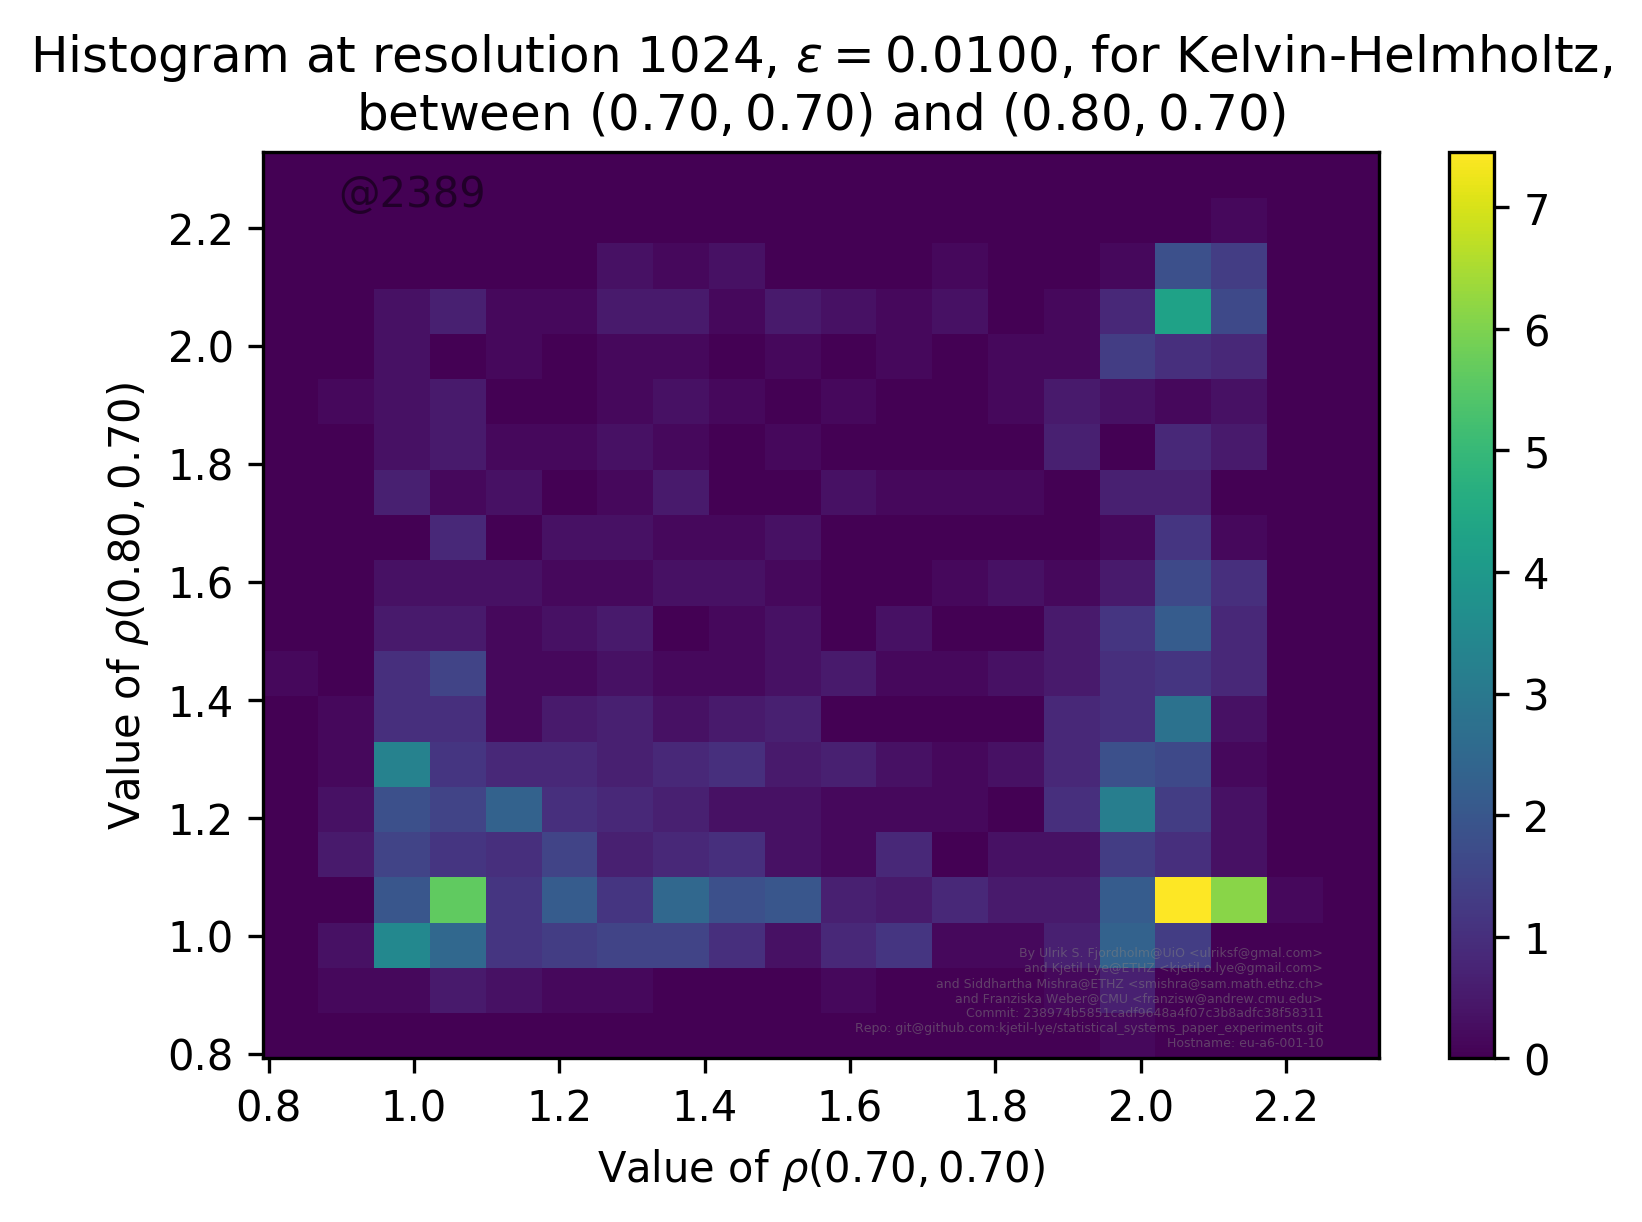 Histogram at resolution 1024, ε = 0.0100, for Kelvin-Helmholtz,
between (0.70, 0.70) and (0.80, 0.70)
@2389
2.2
2.0
1.8
1.6
1.4
1.2
1.0
0.8
Value of ρ(0.80, 0.70)
0.8 1.0 1.2 1.4 1.6 1.8 2.0 2.2
Value of ρ(0.70, 0.70)
7
6
5
4
3
2
1
0
By Ulrik S. Fjordholm@UiO <ulriksf@gmal.com>
and Kjetil Lye@ETHZ <kjetil.o.lye@gmail.com>
and Siddhartha Mishra@ETHZ <smishra@sam.math.ethz.ch>
and Franziska Weber@CMU <franzisw@andrew.cmu.edu>
Commit: 238974b5851cadf9648a4f07c3b8adfc38f58311
Repo: git@github.com:kjetil-lye/statistical_systems_paper_experiments.git
Hostname: eu-a6-001-10